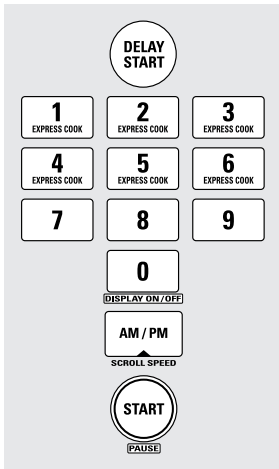 DELAY
START
1 2 3
EXPRESS COOK EXPRESS COOK EXPRESS COOK
4 5 6
EXPRESS COOK EXPRESS COOK EXPRESS COOK
7 8 9
0
DISPLAY ON/OFF
AM / PM
SCROLL SPEED
START
PAUSE